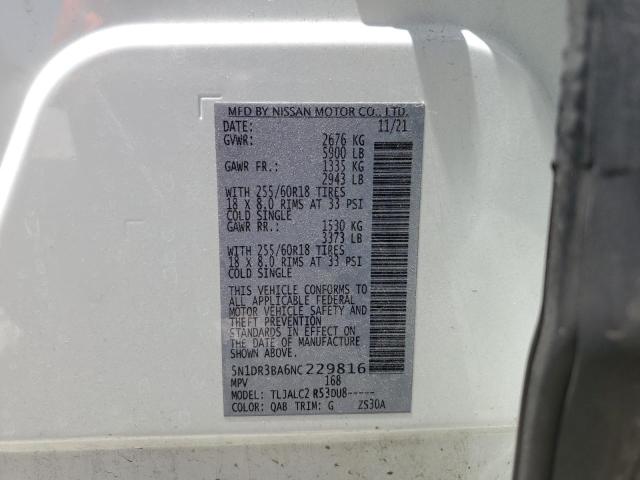 MFD BY NISSAN MOTOR CO., LTD.
DATE: 11/21
GVWR: 2676 KG
5900 LB
GAWR FR.: 1335 KG
2943 LB
WITH 255/60R18 TIRES
18 X 8.0 RIMS AT 33 PSI
COLD SINGLE
GAWR RR.: 1530 KG
3373 LB
WITH 255/60R18 TIRES
18 X 8.0 RIMS AT 33 PSI
COLD SINGLE
THIS VEHICLE CONFORMS TO
ALL APPLICABLE FEDERAL
MOTOR VEHICLE SAFETY AND
THEFT PREVENTION
STANDARDS IN EFFECT ON
THE DATE OF MANUFACTURE
SHOWN ABOVE.
5N1DR3BA6NC229816
MPV 168
MODEL: TLJALC2 R53DU8-----
COLOR: QAB TRIM: G ZS30A